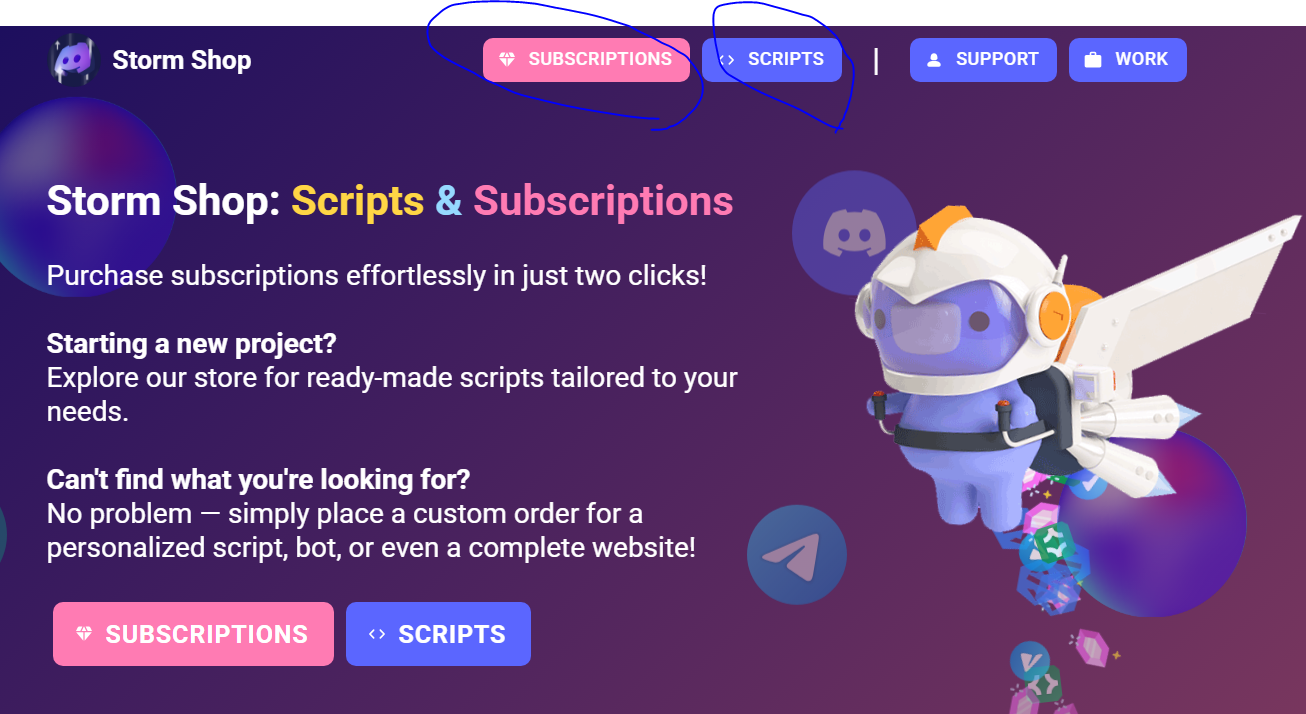 Storm Shop
SUBSCRIPTIONS
SCRIPTS
|
SUPPORT
WORK
Storm Shop: Scripts & Subscriptions
Purchase subscriptions effortlessly in just two clicks!
Starting a new project?
Explore our store for ready-made scripts tailored to your
needs.
Can't find what you're looking for?
No problem — simply place a custom order for a
personalized script, bot, or even a complete website!
SUBSCRIPTIONS
SCRIPTS